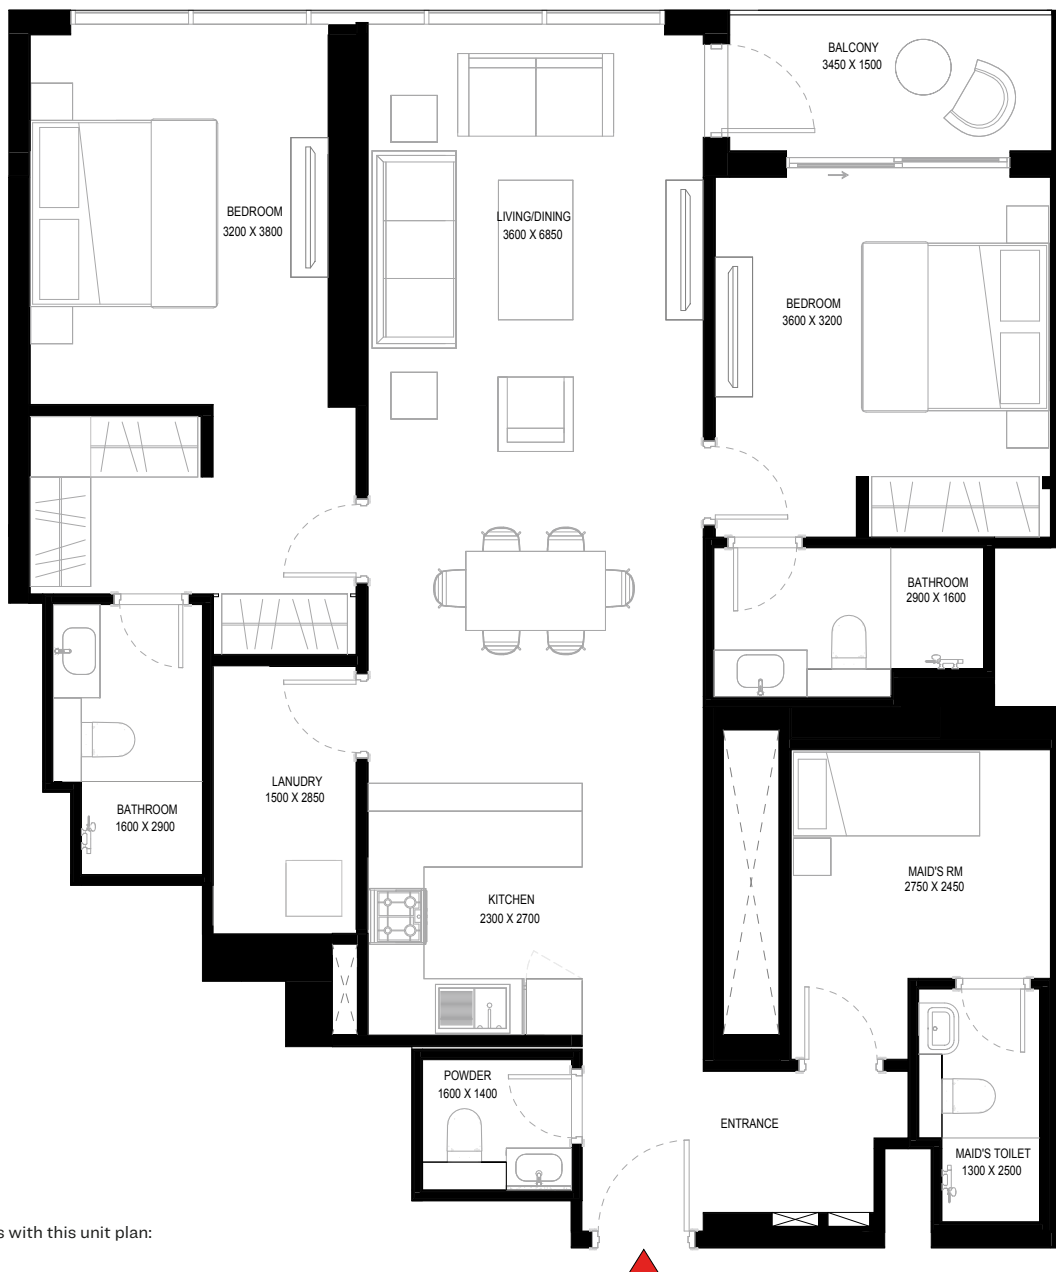 BALCONY
3450 X 1500
BEDROOM
3200 X 3800
LIVING/DINING
3600 X 6850
BEDROOM
3600 X 3200
BATHROOM
2900 X 1600
LANUDRY
1500 X 2850
BATHROOM
1600 X 2900
KITCHEN
2300 X 2700
MAID'S RM
2750 X 2450
POWDER
1600 X 1400
ENTRANCE
MAID'S TOILET
1300 X 2500
s with this unit plan: